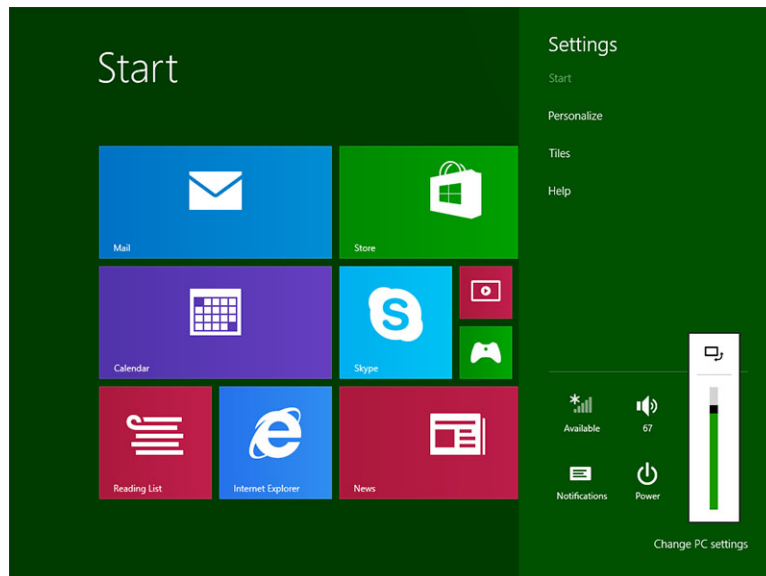 Start
Settings
Start
Personalize
Tiles
Help
Mail
Store
Calendar
Skype
Reading List
Internet Explorer
News
Available
67
Notifications
Power
Change PC settings